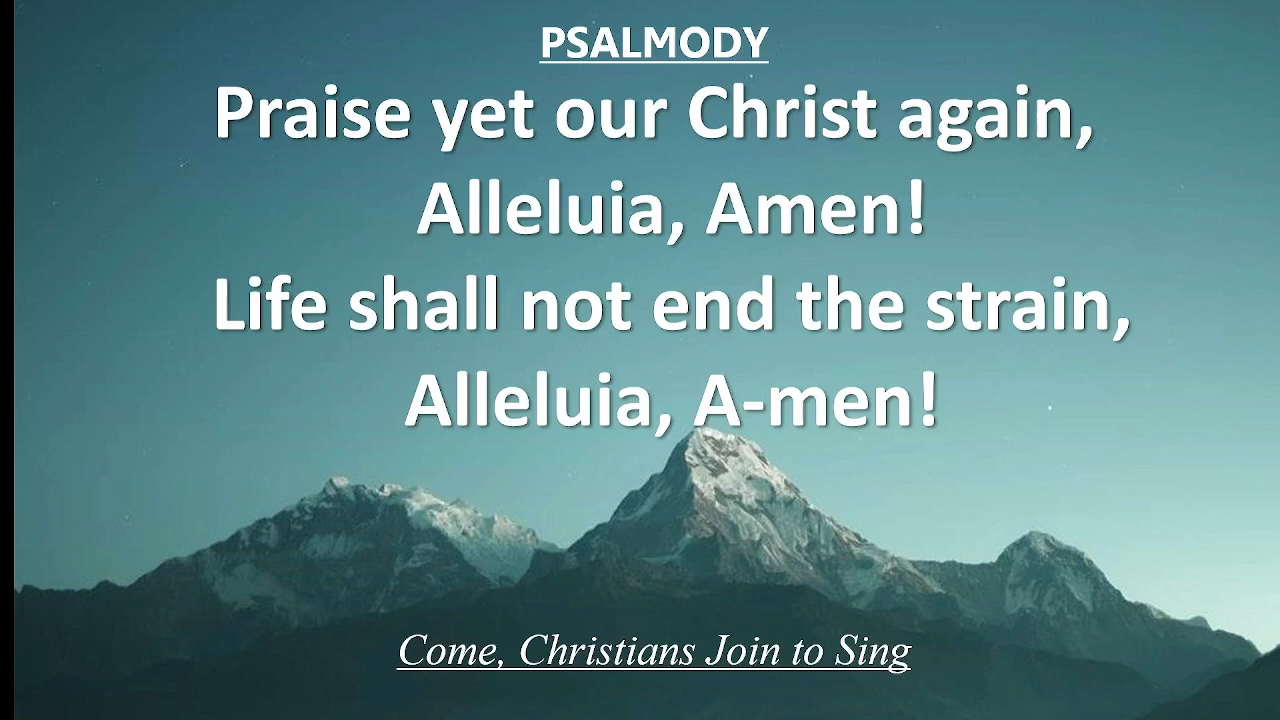 PSALMODY
Praise yet our Christ again,
Alleluia, Amen!
Life shall not end the strain,
Alleluia, A-men!
Come, Christians Join to Sing